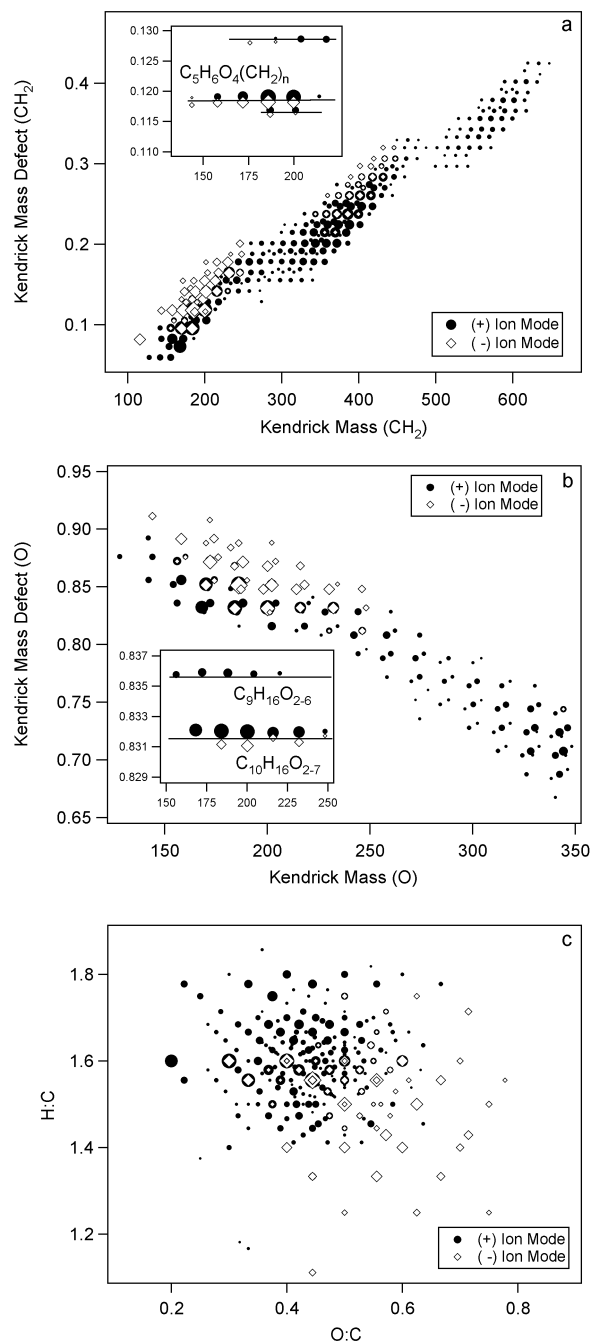 a
0.130
0.125
0.120
0.115
0.110
C₅H₆O₄(CH₂)ₙ
150 175 200
Kendrick Mass Defect (CH₂)
0.4
0.3
0.2
0.1
(+) Ion Mode
( -) Ion Mode
100 200 300 400 500 600
Kendrick Mass (CH₂)
b
(+) Ion Mode
( -) Ion Mode
Kendrick Mass Defect (O)
0.95
0.90
0.85
0.80
0.75
0.70
0.65
0.837
0.835
0.833
0.831
0.829
C₉H₁₆O₂₋₆
C₁₀H₁₆O₂₋₇
150 175 200 225 250
150 200 250 300 350
Kendrick Mass (O)
c
H:C
1.8
1.6
1.4
1.2
(+) Ion Mode
( -) Ion Mode
0.2 0.4 0.6 0.8
O:C